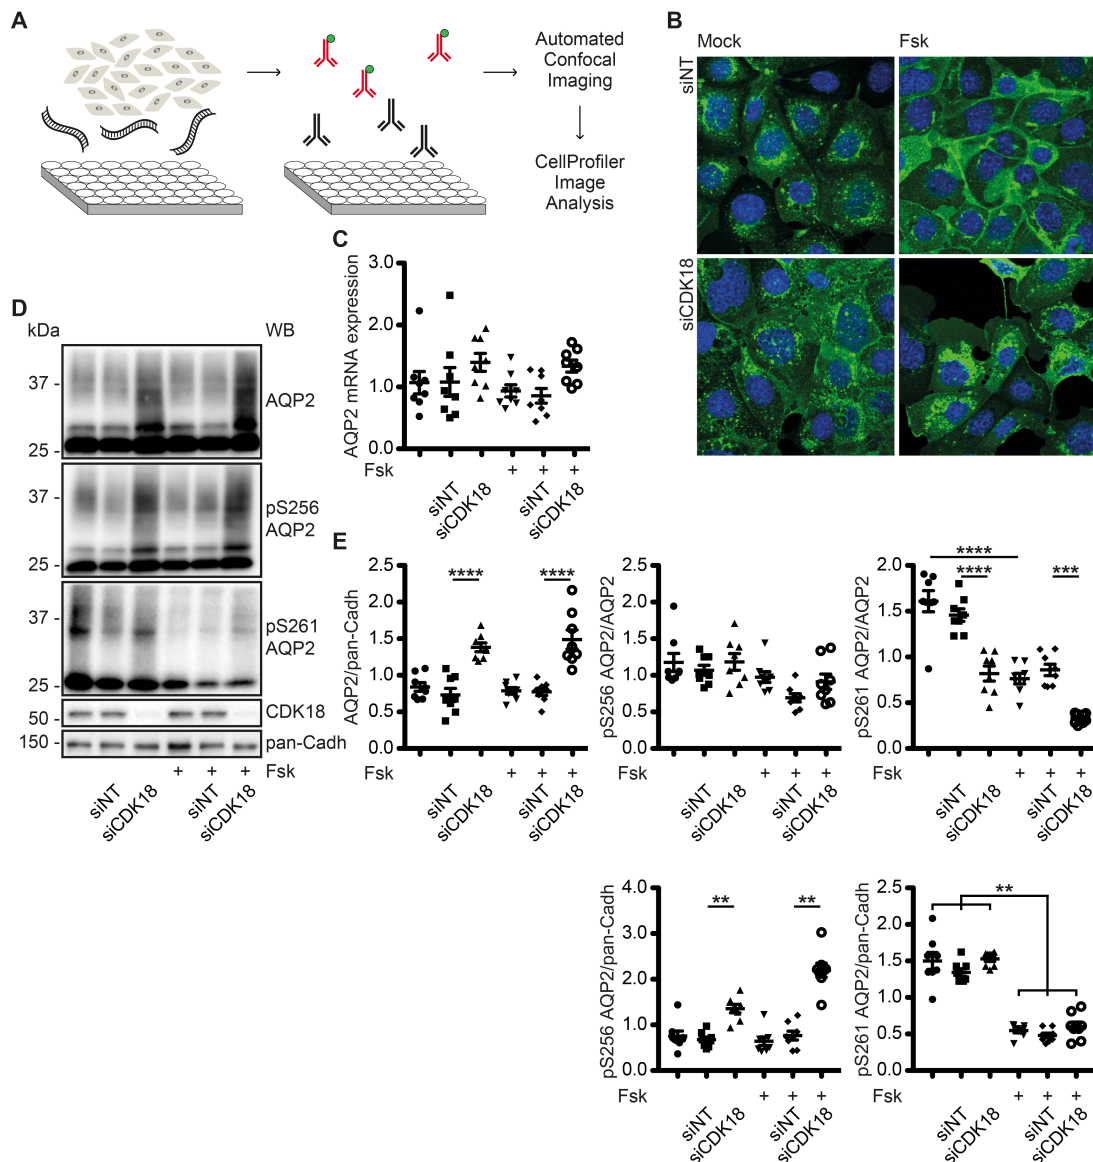 A
Automated
Confocal
Imaging
CellProfiler
Image
Analysis
B
Mock
Fsk
siNT
siCDK18
C
AQP2 mRNA expression
3.0
2.0
1.0
0.0
Fsk
+
+
+
siNT
siCDK18
siNT
siCDK18
D
kDa
WB
37
25
AQP2
37
25
pS256
AQP2
37
25
pS261
AQP2
50
CDK18
150
pan-Cadh
+
+
+
Fsk
siNT
siCDK18
siNT
siCDK18
E
AQP2/pan-Cadh
2.5
2.0
1.5
1.0
0.5
0.0
****
****
Fsk
+
+
+
siNT
siCDK18
siNT
siCDK18
pS256 AQP2/AQP2
2.5
2.0
1.5
1.0
0.5
0.0
+
+
+
siNT
siCDK18
siNT
siCDK18
pS261 AQP2/AQP2
2.0
1.5
1.0
0.5
0.0
****
****
***
Fsk
+
+
+
siNT
siCDK18
siNT
siCDK18
pS256 AQP2/pan-Cadh
4.0
3.0
2.0
1.0
0.0
**
**
Fsk
+
+
+
siNT
siCDK18
siNT
siCDK18
pS261 AQP2/pan-Cadh
2.5
2.0
1.5
1.0
0.5
0.0
**
Fsk
+
+
+
siNT
siCDK18
siNT
siCDK18